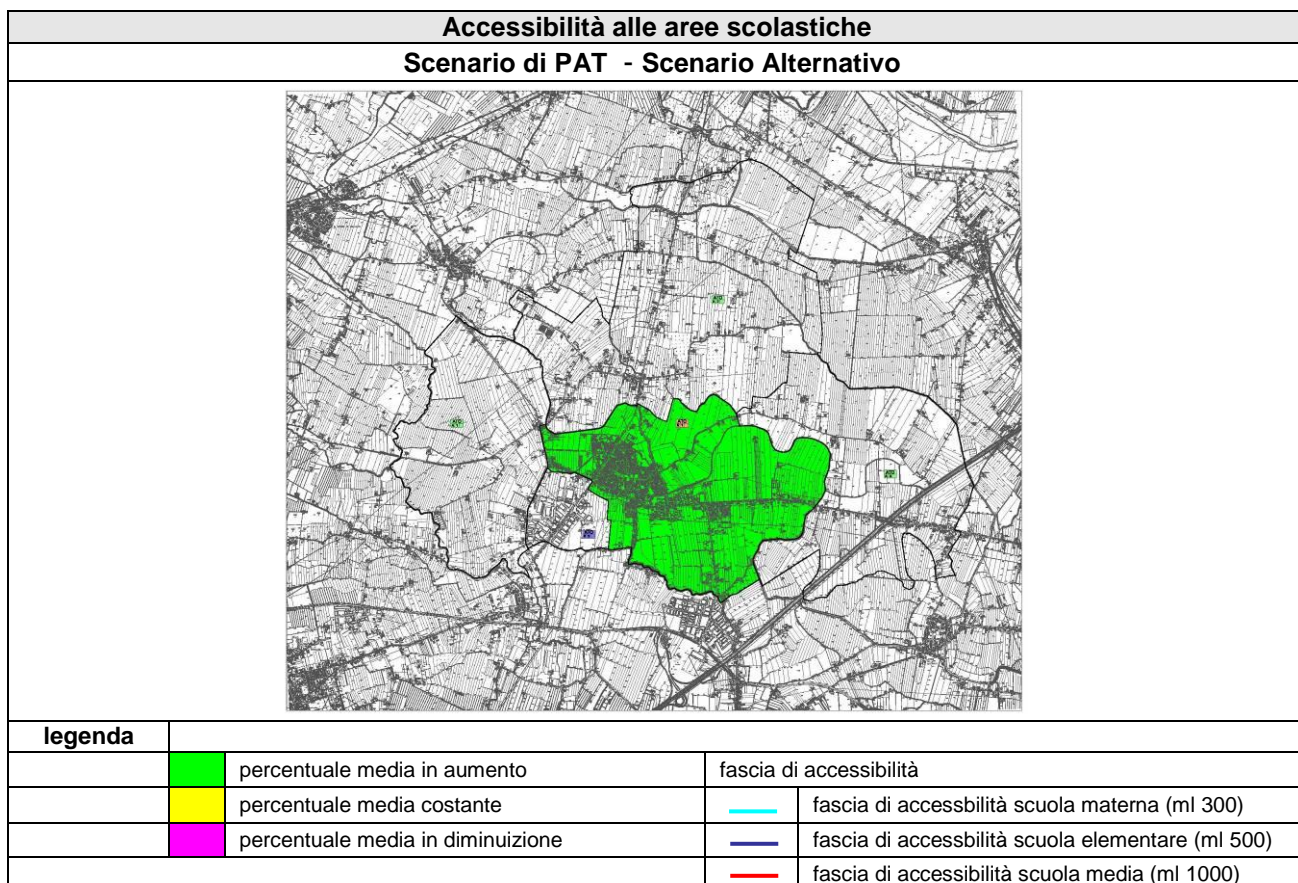 Accessibilità alle aree scolastiche
Scenario di PAT - Scenario Alternativo
legenda
percentuale media in aumento
fascia di accessibilità
percentuale media costante
fascia di accessbilità scuola materna (ml 300)
percentuale media in diminuizione
fascia di accessbilità scuola elementare (ml 500)
fascia di accessibilità scuola media (ml 1000)